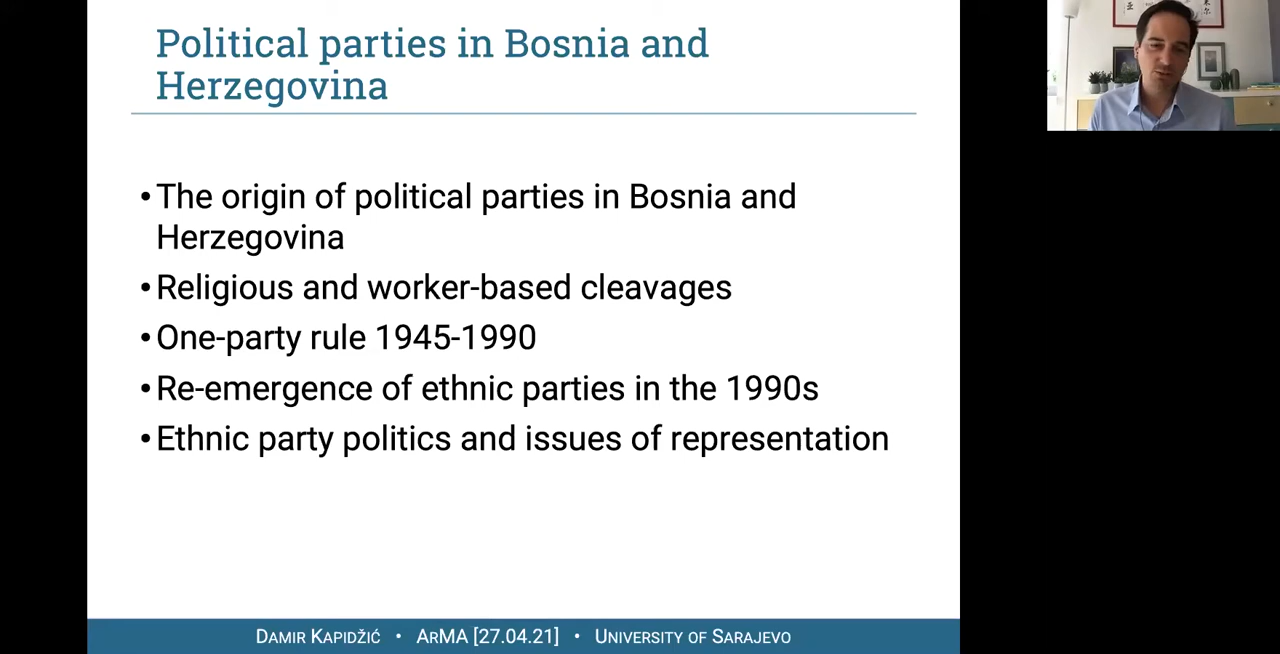 Political parties in Bosnia and
Herzegovina
•The origin of political parties in Bosnia and
Herzegovina
•Religious and worker-based cleavages
•One-party rule 1945-1990
•Re-emergence of ethnic parties in the 1990s
•Ethnic party politics and issues of representation
DAMIR KAPIDŽIĆ • ARMA [27.04.21] • UNIVERSITY OF SARAJEVO